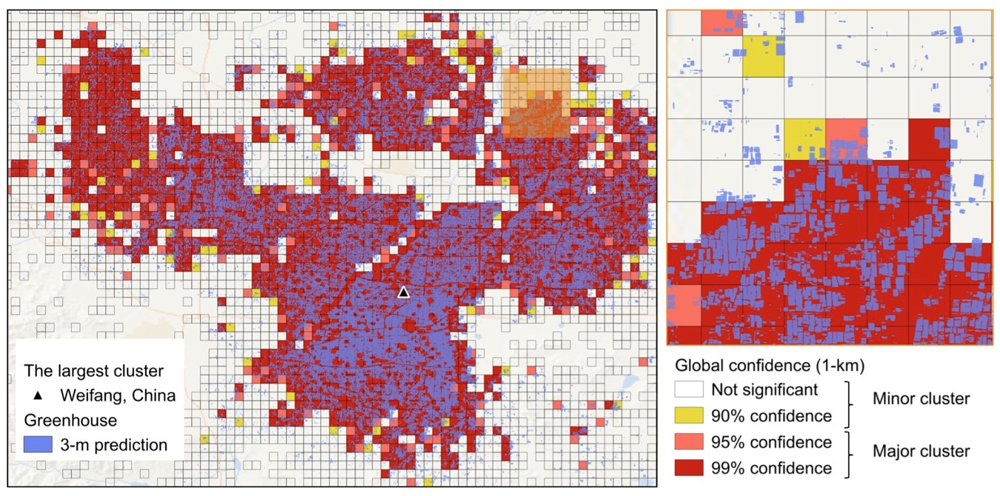 The largest cluster
Weifang, China
Greenhouse
3-m prediction
Global confidence (1-km)
Not significant
90% confidence
Minor cluster
95% confidence
99% confidence
Major cluster